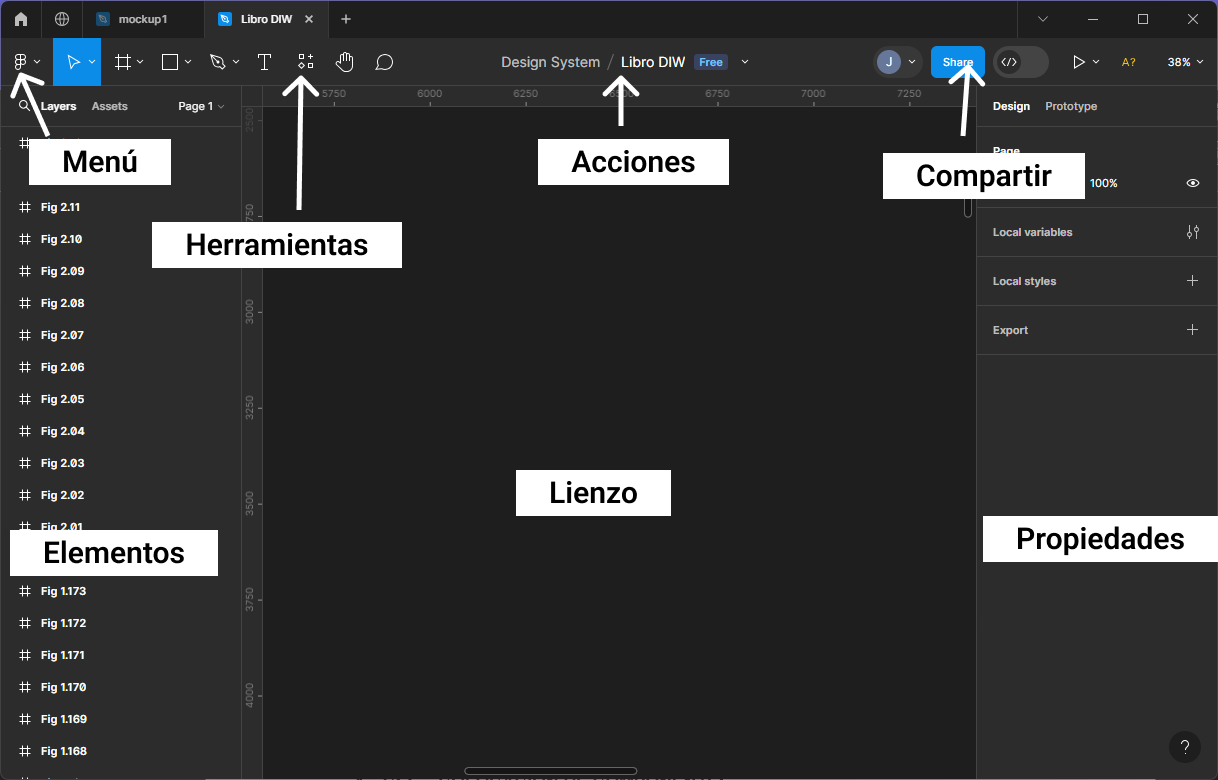 mockup1
Libro DIW
Design System / Libro DIW Free
J
Share
A?
38%
Layers Assets Page 1
5750 6000 6250 6500 6750 7000 7250
Design Prototype
Page
Menú
Acciones
Compartir
100%
Herramientas
Local variables
Local styles
Export
2500
2750
3000
3250
3500
3750
4000
Fig 2.11
Fig 2.10
Fig 2.09
Fig 2.08
Fig 2.07
Fig 2.06
Fig 2.05
Fig 2.04
Fig 2.03
Fig 2.02
Fig 2.01
Lienzo
Elementos
Propiedades
Fig 1.173
Fig 1.172
Fig 1.171
Fig 1.170
Fig 1.169
Fig 1.168
?